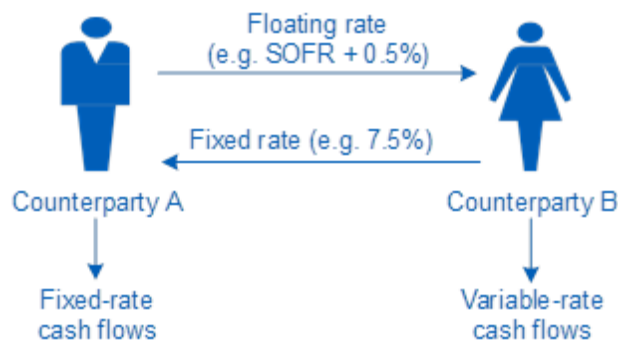 Floating rate
(e.g. SOFR + 0.5%)
Fixed rate (e.g. 7.5%)
Counterparty A
Counterparty B
Fixed-rate
cash flows
Variable-rate
cash flows